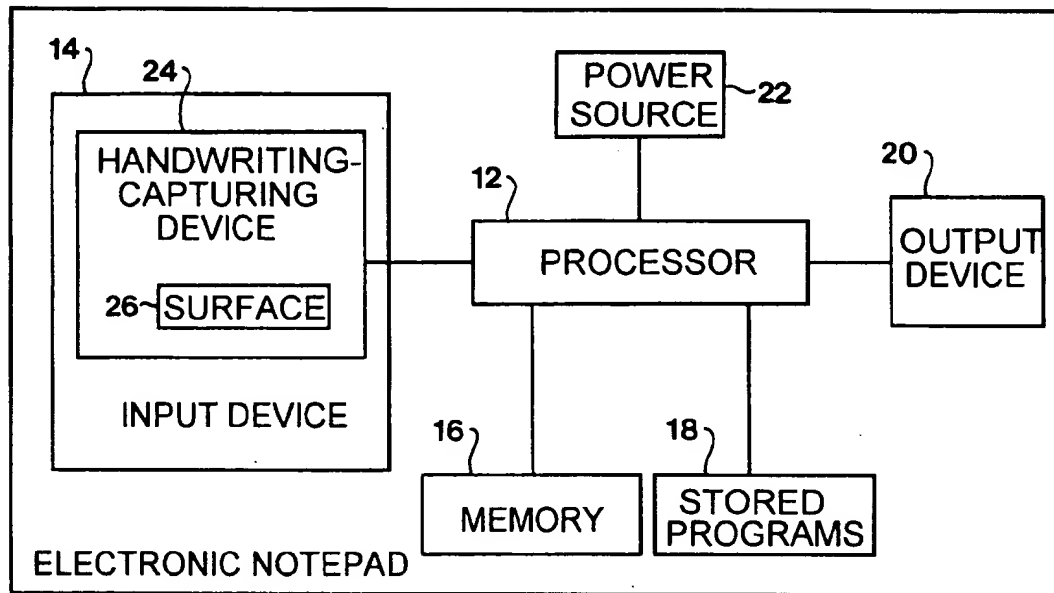 14
24
HANDWRITING-
CAPTURING
DEVICE
26 SURFACE
INPUT DEVICE
POWER
SOURCE
22
12
PROCESSOR
20
OUTPUT
DEVICE
16
MEMORY
18
STORED
PROGRAMS
ELECTRONIC NOTEPAD